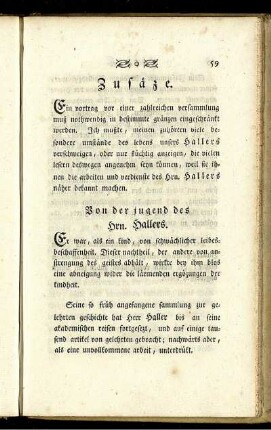 59
Zusäze.
Ein vortrag vor einer zahlreichen versammlung
muß nothwendig in bestimmte gränzen eingeschränkt
werden. Ich mußte, meinen zuhörern viele be-
sondere umstände des lebens unsers Hallers
verschweigen, oder nur flüchtig anzeigen, die vielen
lesern deswegen angenehm seyn können, weil sie ih-
nen die arbeiten und verdienste des Hrn. Hallers
näher bekannt machen.
Von der jugend des
Hrn. Hallers.
Er war, als ein kind, von schwächlicher leibes-
beschaffenheit. Dieser nachtheil, der andere von an-
strengung des geistes abhält, wirkte bey ihm blos
eine abneigung wider die lärmenden ergözungen der
kindheit.
Seine so früh angefangene sammlung zur ge-
lehrten geschichte hat Herr Haller bis an seine
akademischen reisen fortgesezt, und auf einige tau-
send artikel von gelehrten gebracht; nachwärts aber,
als eine unvollkommene arbeit, unterdrükt.